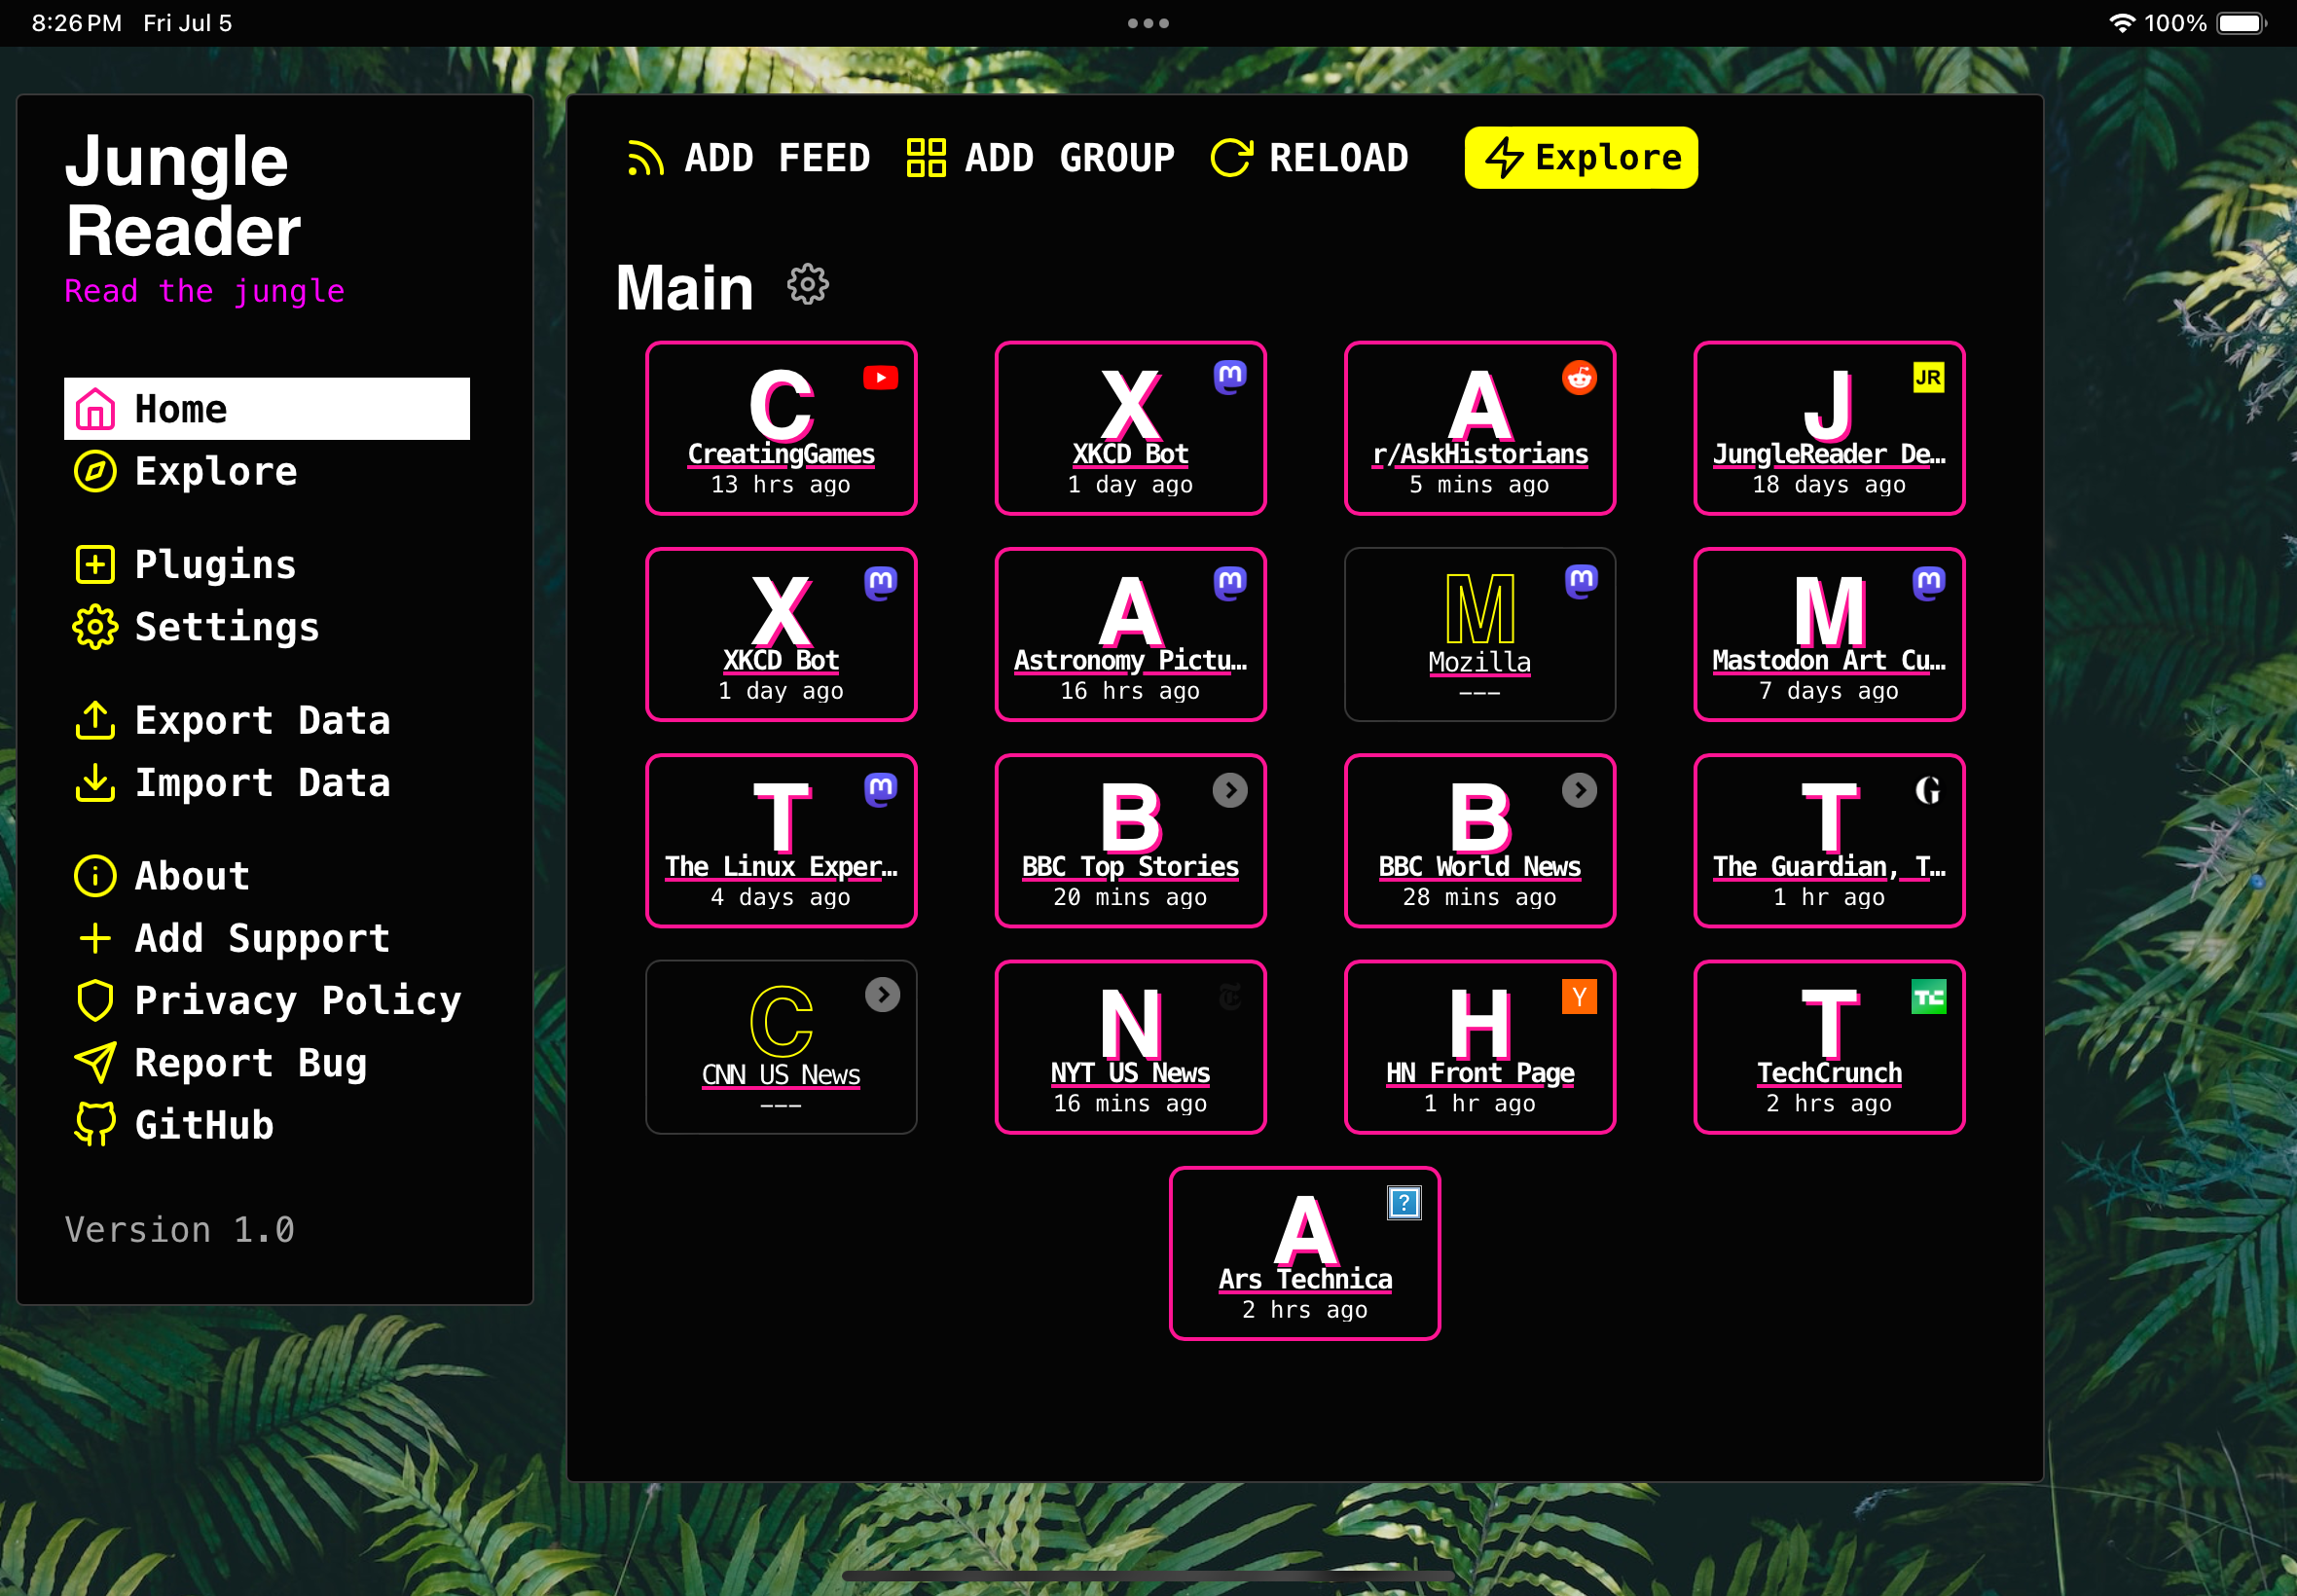 8:26 PM Fri Jul 5
100%
Jungle
Reader
Read the jungle
Home
Explore
Plugins
Settings
Export Data
Import Data
About
Add Support
Privacy Policy
Report Bug
GitHub
Version 1.0
ADD FEED ADD GROUP RELOAD Explore
Main
C
CreatingGames
13 hrs ago
X
m
XKCD Bot
1 day ago
A
r/AskHistorians
5 mins ago
J
JR
JungleReader De…
18 days ago
X
m
XKCD Bot
1 day ago
A
m
Astronomy Pictu…
16 hrs ago
M
m
Mozilla
---
M
m
Mastodon Art Cu…
7 days ago
T
m
The Linux Exper…
4 days ago
B
BBC Top Stories
20 mins ago
B
BBC World News
28 mins ago
T
G
The Guardian, T…
1 hr ago
C
CNN US News
---
N
T
NYT US News
16 mins ago
H
Y
HN Front Page
1 hr ago
T
TC
TechCrunch
2 hrs ago
A
?
Ars Technica
2 hrs ago